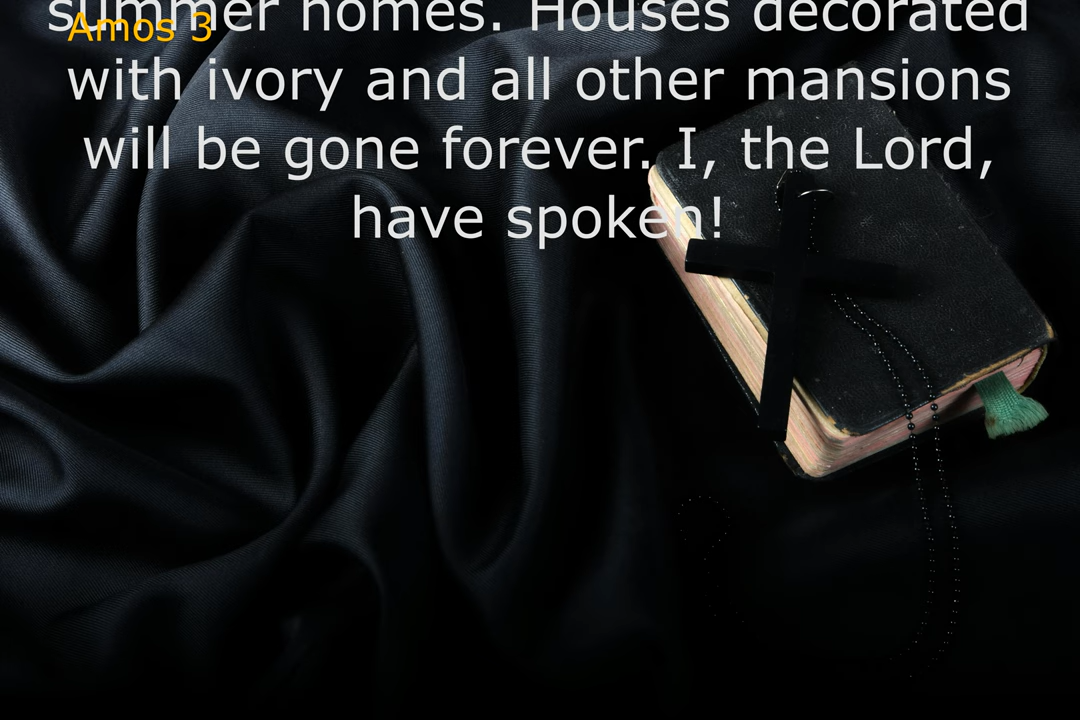 summer homes. Houses decorated
Amos 3
with ivory and all other mansions
will be gone forever. I, the Lord,
have spoken!